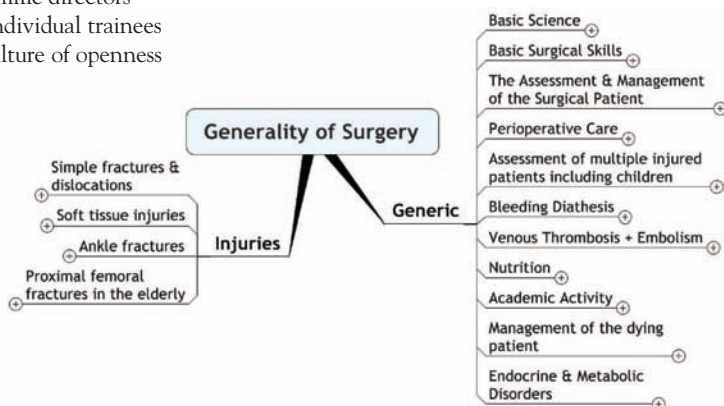 ndividual trainees
lture of openness
Generality of Surgery
Injuries
Simple fractures &
dislocations
Soft tissue injuries
Ankle fractures
Proximal femoral
fractures in the elderly
Generic
Basic Science
Basic Surgical Skills
The Assessment & Management
of the Surgical Patient
Perioperative Care
Assessment of multiple injured
patients including children
Bleeding Diathesis
Venous Thrombosis + Embolism
Nutrition
Academic Activity
Management of the dying
patient
Endocrine & Metabolic
Disorders